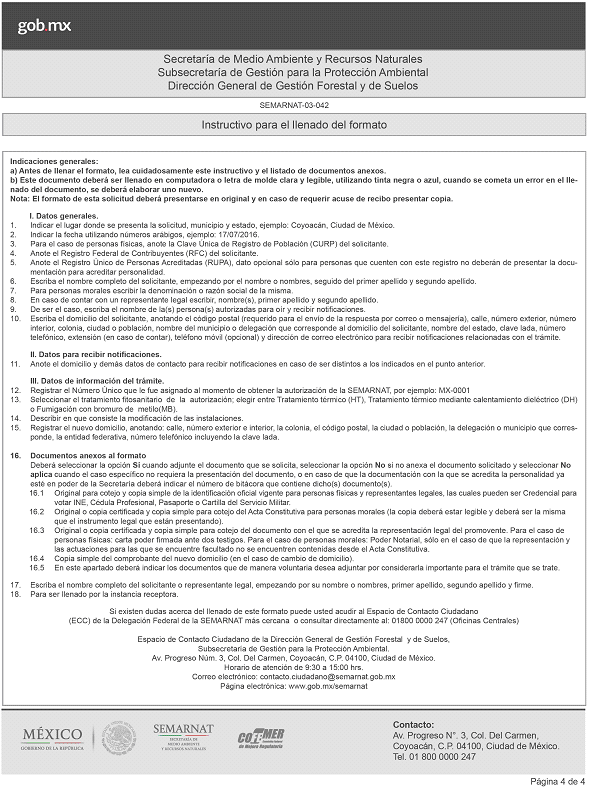 gob.mx
Secretaría de Medio Ambiente y Recursos Naturales
Subsecretaría de Gestión para la Protección Ambiental
Dirección General de Gestión Forestal y de Suelos
SEMARNAT-03-042
Instructivo para el llenado del formato
Indicaciones generales:
a) Antes de llenar el formato, lea cuidadosamente este instructivo y el listado de documentos anexos.
b) Este documento deberá ser llenado en computadora o letra de molde clara y legible, utilizando tinta negra o azul, cuando se cometa un error en el lle-
nado del documento, se deberá elaborar uno nuevo.
Nota: El formato de esta solicitud deberá presentarse en original y en caso de requerir acuse de recibo presentar copia.
I. Datos generales.
1. Indicar el lugar donde se presenta la solicitud, municipio y estado, ejemplo: Coyoacán, Ciudad de México.
2. Indicar la fecha utilizando números arábigos, ejemplo: 17/07/2016.
3. Para el caso de personas físicas, anote la Clave Única de Registro de Población (CURP) del solicitante.
4. Anote el Registro Federal de Contribuyentes (RFC) del solicitante.
5. Anote el Registro Único de Personas Acreditadas (RUPA), dato opcional sólo para personas que cuenten con este registro no deberán de presentar la docu-
mentación para acreditar personalidad.
6. Escriba el nombre completo del solicitante, empezando por el nombre o nombres, seguido del primer apellido y segundo apellido.
7. Para personas morales escribir la denominación o razón social de la misma.
8. En caso de contar con un representante legal escribir, nombre(s), primer apellido y segundo apellido.
9. De ser el caso, escriba el nombre de la(s) persona(s) autorizadas para oir y recibir notificaciones.
10. Escriba el domicilio del solicitante, anotando el código postal (requerido para el envío de la respuesta por correo o mensajería), calle, número exterior, número
interior, colonia, ciudad o población, nombre del municipio o delegación que corresponde al domicilio del solicitante, nombre del estado, clave lada, número
telefónico, extensión (en caso de contar), teléfono móvil (opcional) y dirección de correo electrónico para recibir notificaciones relacionadas con el trámite.
II. Datos para recibir notificaciones.
11. Anote el domicilio y demás datos de contacto para recibir notificaciones en caso de ser distintos a los indicados en el punto anterior.
III. Datos de información del trámite.
12. Registrar el Número Único que le fue asignado al momento de obtener la autorización de la SEMARNAT, por ejemplo: MX-0001
13. Seleccionar el tratamiento fitosanitario de la autorización; elegir entre Tratamiento térmico (HT), Tratamiento térmico mediante calentamiento dieléctrico (DH)
o Fumigación con bromuro de metilo(MB).
14. Describir en que consiste la modificación de las instalaciones.
15. Registrar el nuevo domicilio, anotando: calle, número exterior e interior, la colonia, el código postal, la ciudad o población, la delegación o municipio que corres-
ponde, la entidad federativa, número telefónico incluyendo la clave lada.
16. Documentos anexos al formato
Deberá seleccionar la opción Sí cuando adjunte el documento que se solicita, seleccionar la opción No si no anexa el documento solicitado y seleccionar No
aplica cuando el caso específico no requiera la presentación del documento, o en caso de que la documentación con la que se acredita la personalidad ya
esté en poder de la Secretaría deberá indicar el número de bitácora que contiene dicho(s) documento(s).
16.1 Original para cotejo y copia simple de la identificación oficial vigente para personas físicas y representantes legales, las cuales pueden ser Credencial para
votar INE, Cédula Profesional, Pasaporte o Cartilla del Servicio Militar.
16.2 Original o copia certificada y copia simple para cotejo del Acta Constitutiva para personas morales (la copia deberá estar legible y deberá ser la misma
que el instrumento legal que están presentando).
16.3 Original o copia certificada y copia simple para cotejo del documento con el que se acredita la representación legal del promovente. Para el caso de
personas físicas: carta poder firmada ante dos testigos. Para el caso de personas morales: Poder Notarial, sólo en el caso de que la representación y
las actuaciones para las que se encuentre facultado no se encuentren contenidas desde el Acta Constitutiva.
16.4 Copia simple del comprobante del nuevo domicilio (en el caso de cambio de domicilio).
16.5 En este apartado deberá indicar los documentos que de manera voluntaria desea adjuntar por considerarla importante para el trámite que se trate.
17. Escriba el nombre completo del solicitante o representante legal, empezando por su nombre o nombres, primer apellido, segundo apellido y firme.
18. Para ser llenado por la instancia receptora.
Si existen dudas acerca del llenado de este formato puede usted acudir al Espacio de Contacto Ciudadano
(ECC) de la Delegación Federal de la SEMARNAT más cercana o consultar directamente al: 01800 0000 247 (Oficinas Centrales)
Espacio de Contacto Ciudadano de la Dirección General de Gestión Forestal y de Suelos,
Subsecretaría de Gestión para la Protección Ambiental.
Av. Progreso Núm. 3, Col. Del Carmen, Coyoacán, C.P. 04100, Ciudad de México.
Horario de atención de 9:30 a 15:00 hrs.
Correo electrónico: contacto.ciudadano@semarnat.gob.mx
Página electrónica: www.gob.mx/semarnat
MÉXICO
GOBIERNO DE LA REPÚBLICA
SEMARNAT
SECRETARÍA DE
MEDIO AMBIENTE
Y RECURSOS NATURALES
COFEMER
de Mejora Regulatoria
Contacto:
Av. Progreso N°. 3, Col. Del Carmen,
Coyoacán, C.P. 04100, Ciudad de México.
Tel. 01 800 0000 247
Página 4 de 4